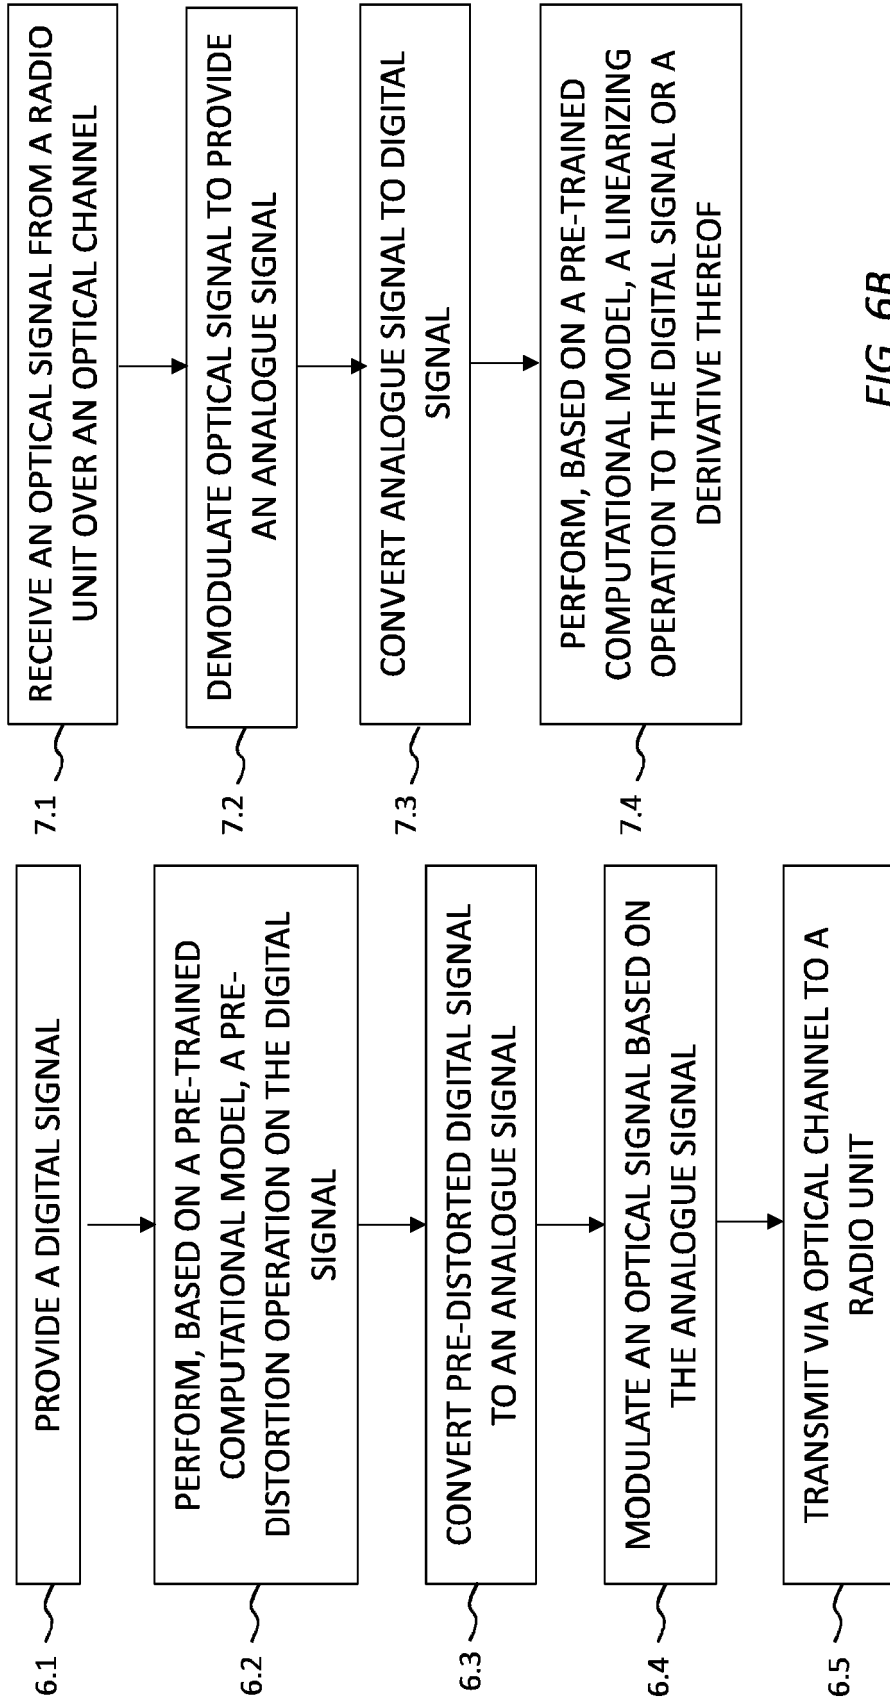 6.1
PROVIDE A DIGITAL SIGNAL
6.2
PERFORM, BASED ON A PRE-TRAINED
COMPUTATIONAL MODEL, A PRE-
DISTORTION OPERATION ON THE DIGITAL
SIGNAL
6.3
CONVERT PRE-DISTORTED DIGITAL SIGNAL
TO AN ANALOGUE SIGNAL
6.4
MODULATE AN OPTICAL SIGNAL BASED ON
THE ANALOGUE SIGNAL
6.5
TRANSMIT VIA OPTICAL CHANNEL TO A
RADIO UNIT
7.1
RECEIVE AN OPTICAL SIGNAL FROM A RADIO
UNIT OVER AN OPTICAL CHANNEL
7.2
DEMODULATE OPTICAL SIGNAL TO PROVIDE
AN ANALOGUE SIGNAL
7.3
CONVERT ANALOGUE SIGNAL TO DIGITAL
SIGNAL
7.4
PERFORM, BASED ON A PRE-TRAINED
COMPUTATIONAL MODEL, A LINEARIZING
OPERATION TO THE DIGITAL SIGNAL OR A
DERIVATIVE THEREOF
FIG. 6B